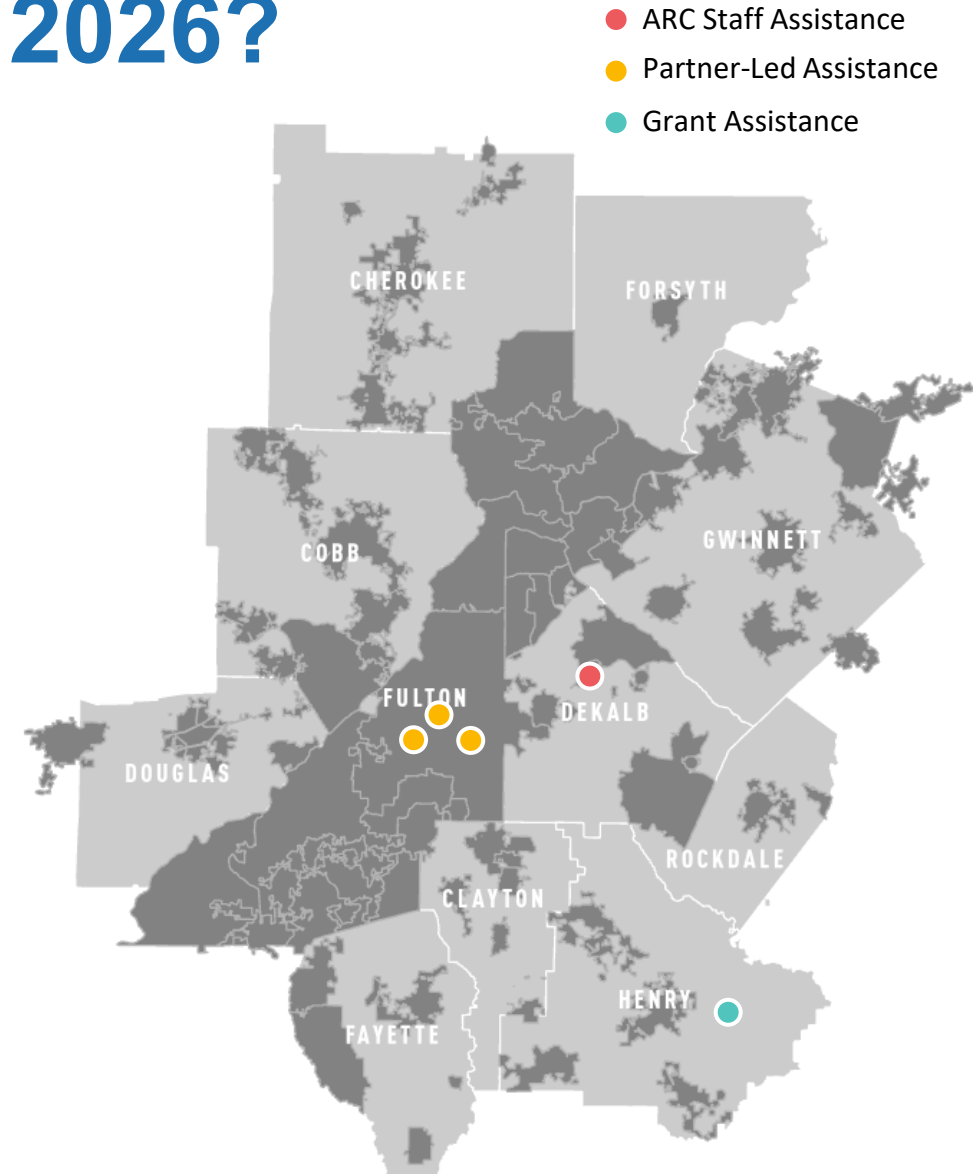 2026?
ARC Staff Assistance
Partner-Led Assistance
Grant Assistance
CHEROKEE
FORSYTH
COBB
GWINNETT
FULTON
DEKALB
DOUGLAS
ROCKDALE
CLAYTON
HENRY
FAYETTE